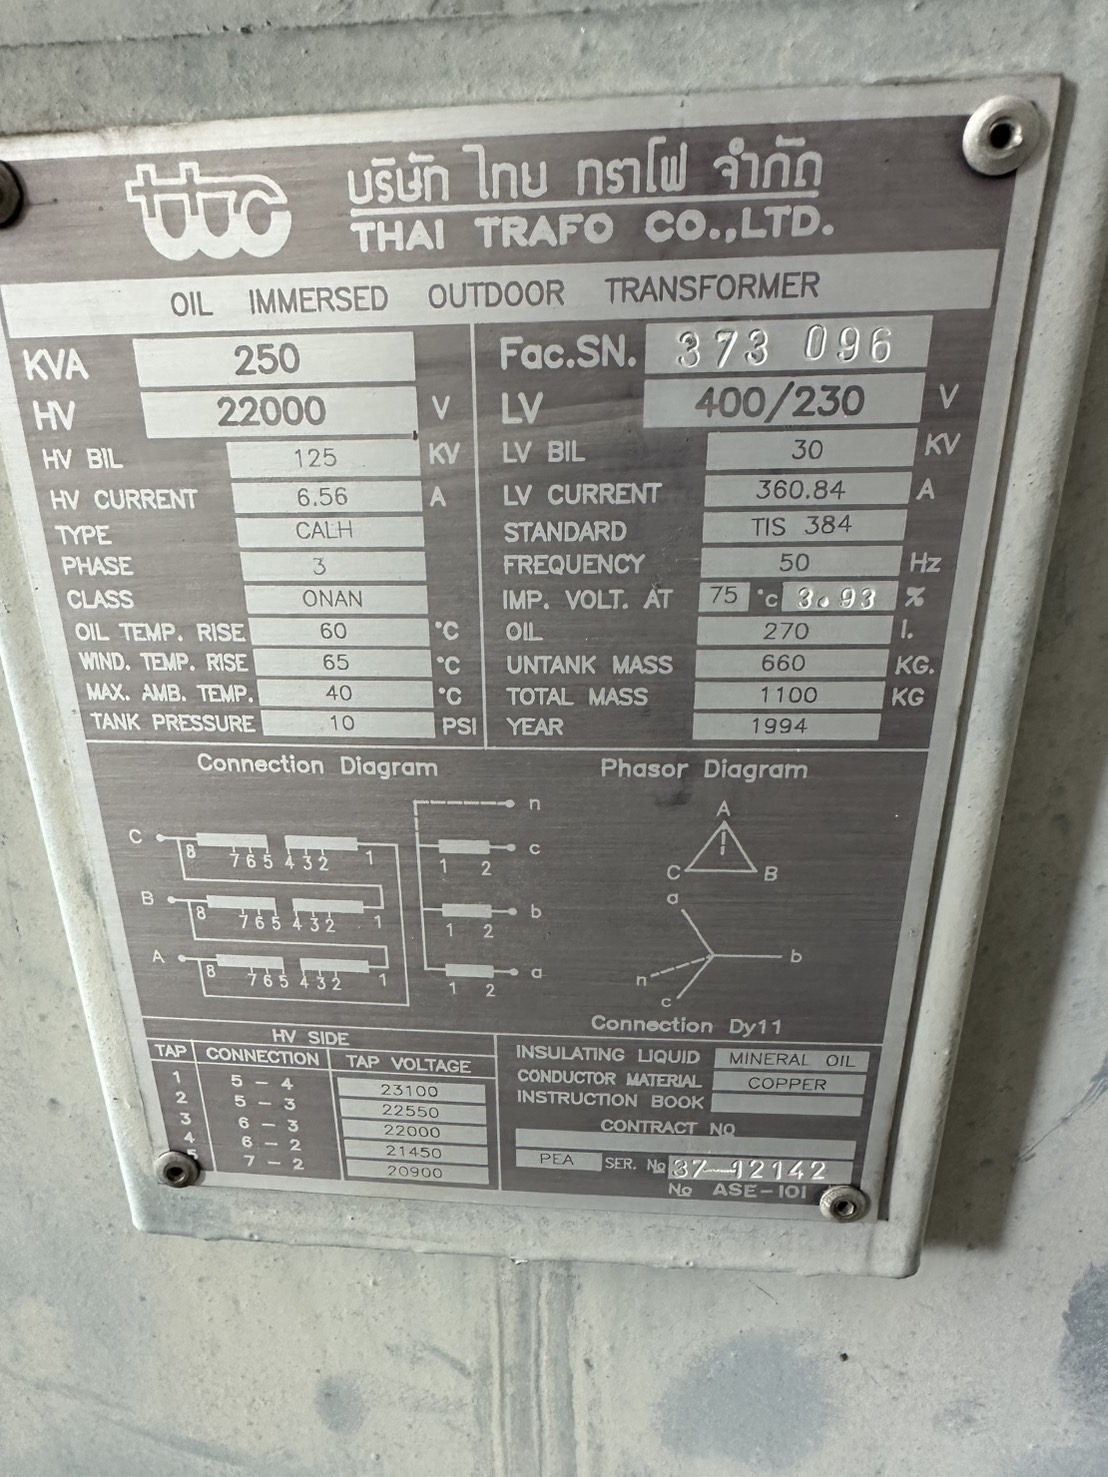 ttc บริษัท ไทย ทราโฟ จำกัด
THAI TRAFO CO.,LTD.
OIL IMMERSED OUTDOOR TRANSFORMER
KVA 250 Fac.SN. 373 096
HV 22000 V LV 400/230 V
HV BIL 125 KV LV BIL 30 KV
HV CURRENT 6.56 A LV CURRENT 360.84 A
TYPE CALH STANDARD TIS 384
PHASE 3 FREQUENCY 50 Hz
CLASS ONAN IMP. VOLT. AT 75 °C 3.93 %
OIL TEMP. RISE 60 °C OIL 270 l.
WIND. TEMP. RISE 65 °C UNTANK MASS 660 KG.
MAX. AMB. TEMP. 40 °C TOTAL MASS 1100 KG
TANK PRESSURE 10 PSI YEAR 1994
Connection Diagram Phasor Diagram
n
C 8 7 6 5 4 3 2 1 1 2 c
B 8 7 6 5 4 3 2 1 1 2 b
A 8 7 6 5 4 3 2 1 1 2 a
A
C B
a
b
n
c
Connection Dy11
HV SIDE
TAP CONNECTION TAP VOLTAGE
1 5 - 4 23100
2 5 - 3 22550
3 6 - 3 22000
4 6 - 2 21450
5 7 - 2 20900
INSULATING LIQUID MINERAL OIL
CONDUCTOR MATERIAL COPPER
INSTRUCTION BOOK
CONTRACT NO
PEA SER. No 37-12142
No ASE-101